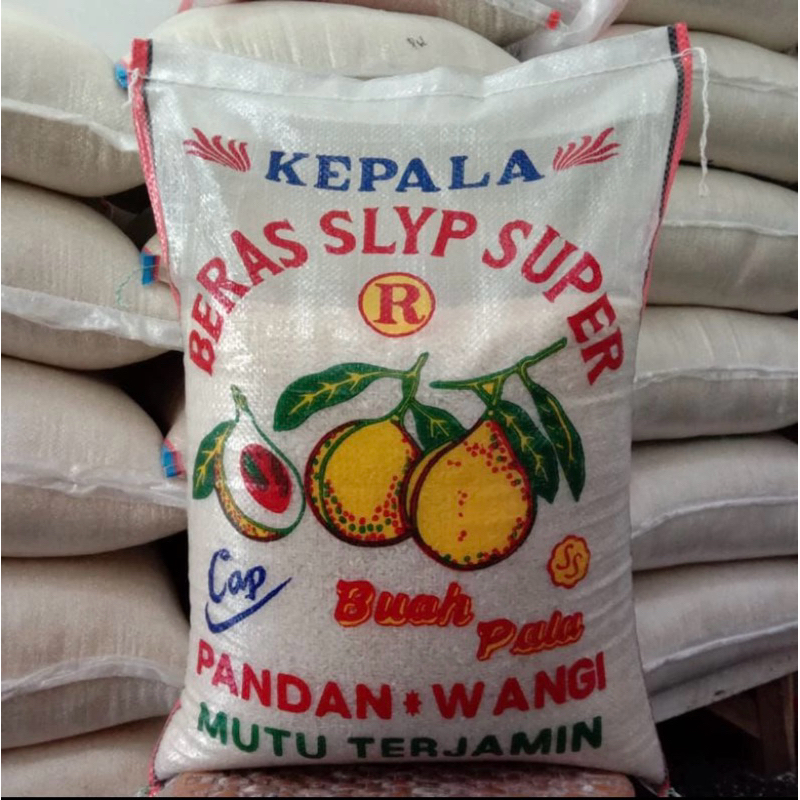 KEPALA
BERAS SLYP SUPER
R
Cap
Buah
Pala
SS
PANDAN * WANGI
MUTU TERJAMIN